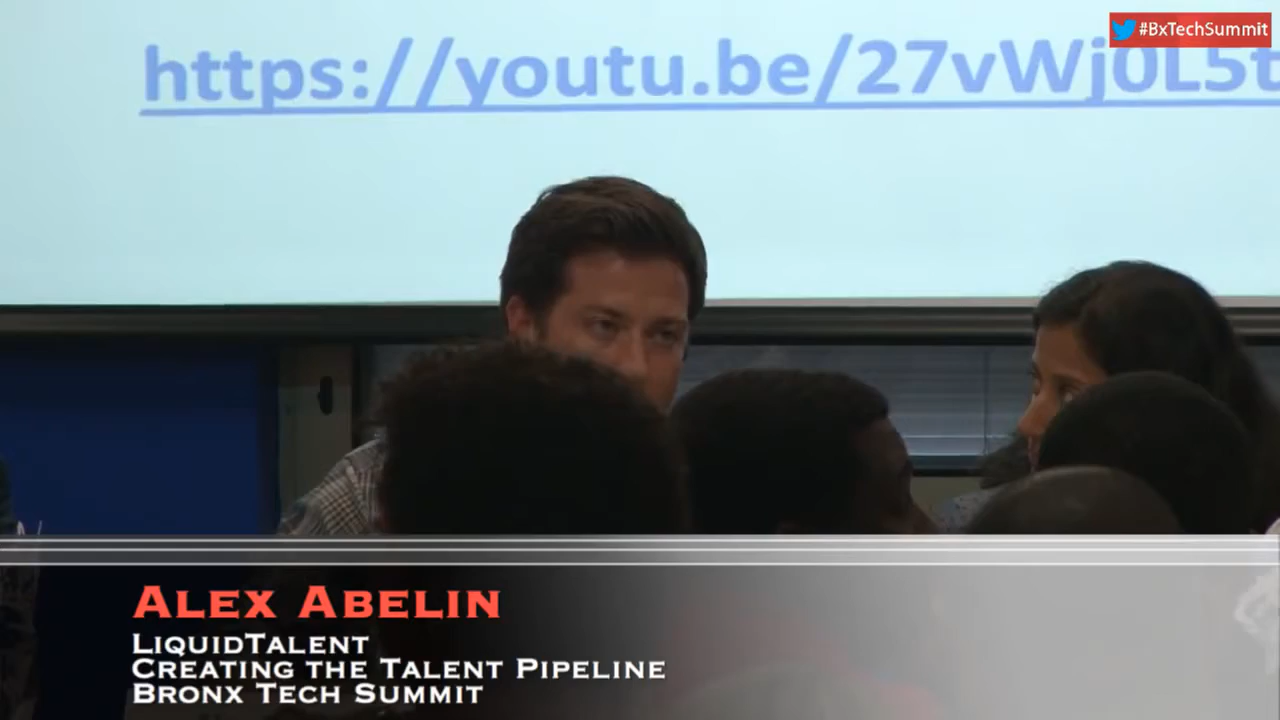 #BxTechSummit
https://youtu.be/27vWj0L5t
Alex Abelin
LiquidTalent
Creating the Talent Pipeline
Bronx Tech Summit